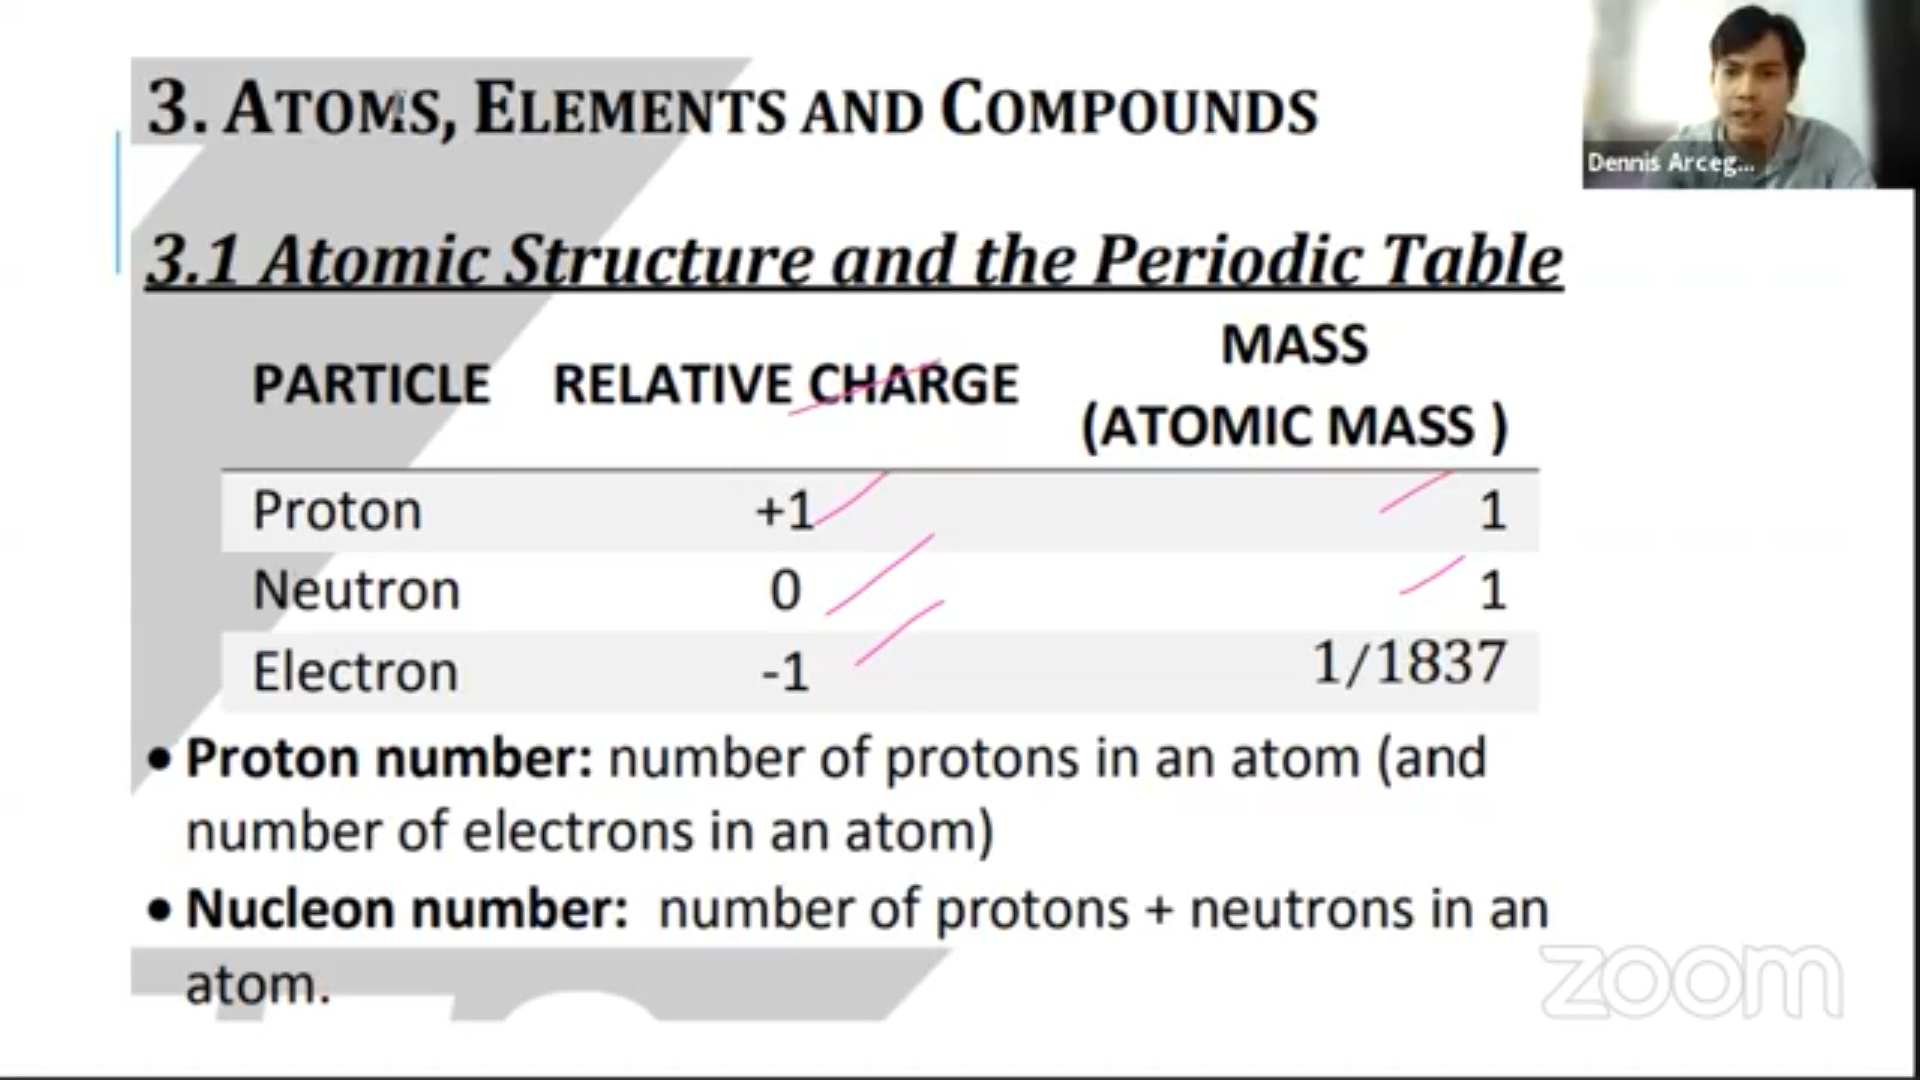 3. ATOMS, ELEMENTS AND COMPOUNDS
Dennis Arceg...
3.1 Atomic Structure and the Periodic Table
PARTICLE RELATIVE CHARGE MASS
(ATOMIC MASS )
Proton +1 1
Neutron 0 1
Electron -1 1/1837
• Proton number: number of protons in an atom (and
number of electrons in an atom)
• Nucleon number: number of protons + neutrons in an
atom.
zoom